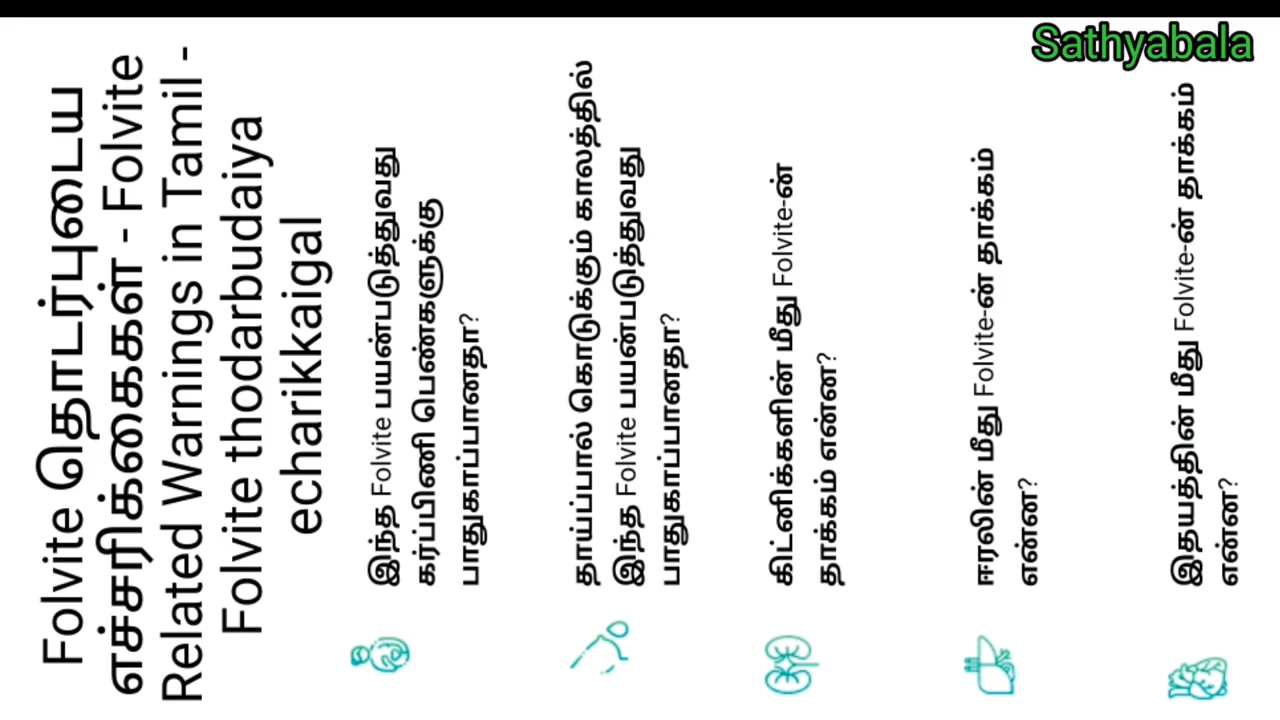 Sathyabala
Folvite தொடர்புடைய
எச்சரிக்கைகள் - Folvite
Related Warnings in Tamil -
Folvite thodarbudaiya
echarikkaigal
இந்த Folvite பயன்படுத்துவது
கர்ப்பிணி பெண்களுக்கு
பாதுகாப்பானதா?
தாய்ப்பால் கொடுக்கும் காலத்தில்
இந்த Folvite பயன்படுத்துவது
பாதுகாப்பானதா?
கிட்னிக்களின் மீது Folvite-ன்
தாக்கம் என்ன?
ஈரலின் மீது Folvite-ன் தாக்கம்
என்ன?
இதயத்தின் மீது Folvite-ன் தாக்கம்
என்ன?